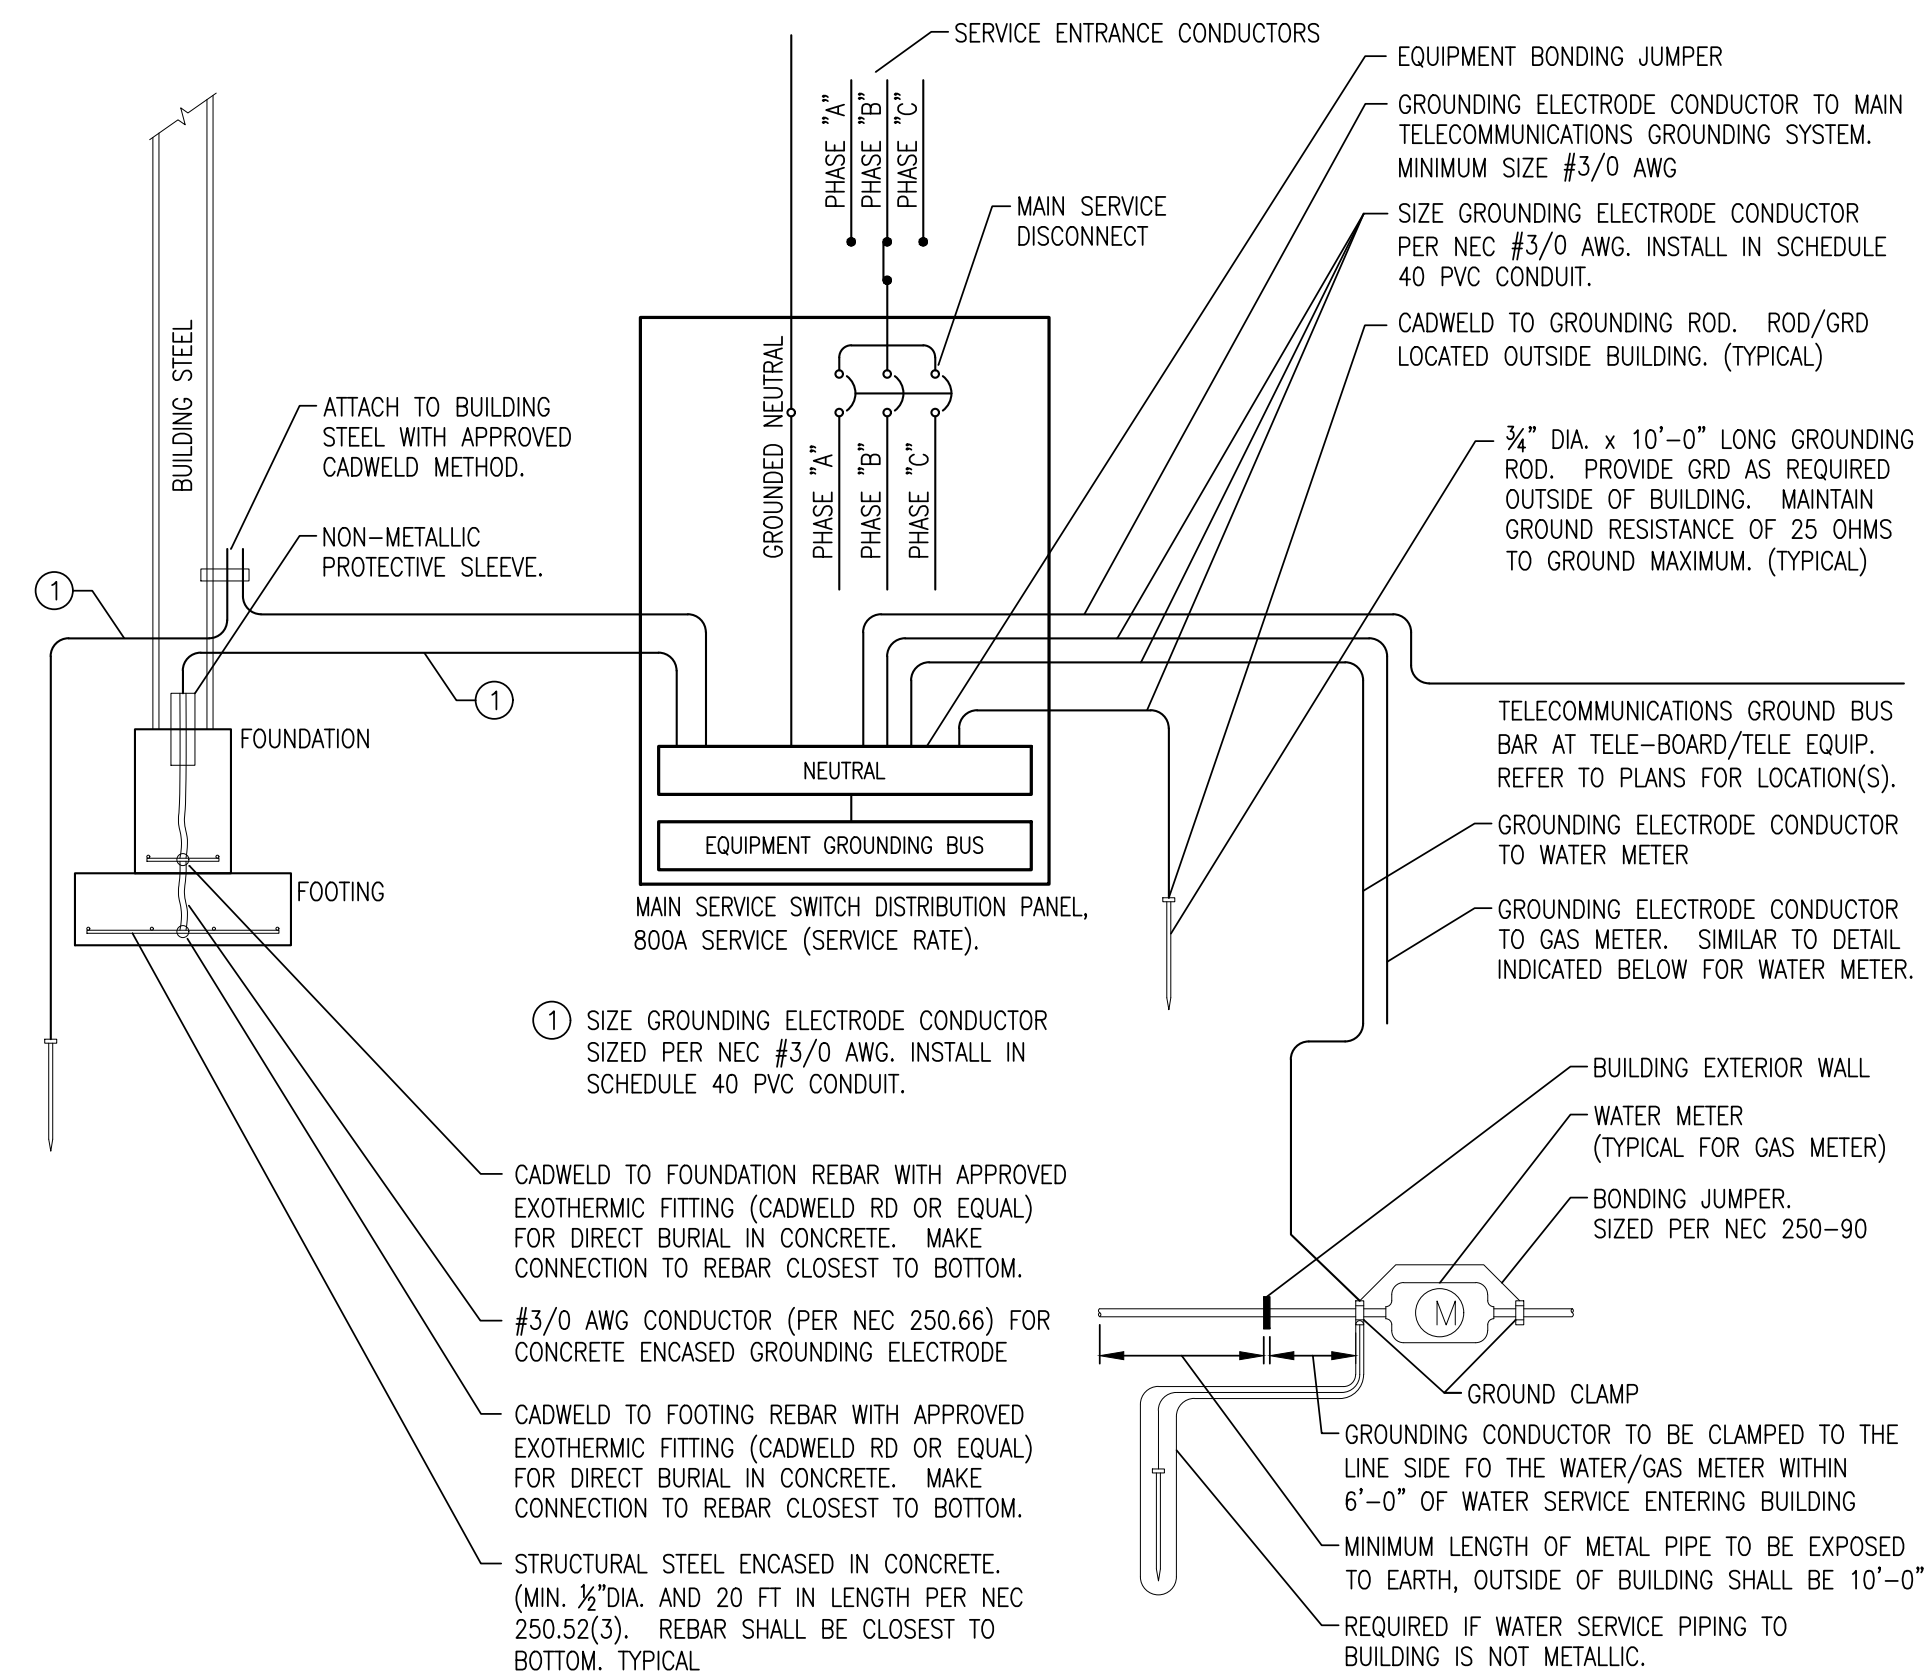 SERVICE ENTRANCE CONDUCTORS
PHASE "A"
PHASE "B"
PHASE "C"
MAIN SERVICE
DISCONNECT
EQUIPMENT BONDING JUMPER
GROUNDING ELECTRODE CONDUCTOR TO MAIN
TELECOMMUNICATIONS GROUNDING SYSTEM.
MINIMUM SIZE #3/0 AWG
SIZE GROUNDING ELECTRODE CONDUCTOR
PER NEC #3/0 AWG. INSTALL IN SCHEDULE
40 PVC CONDUIT.
CADWELD TO GROUNDING ROD. ROD/GRD
LOCATED OUTSIDE BUILDING. (TYPICAL)
¾" DIA. x 10'-0" LONG GROUNDING
ROD. PROVIDE GRD AS REQUIRED
OUTSIDE OF BUILDING. MAINTAIN
GROUND RESISTANCE OF 25 OHMS
TO GROUND MAXIMUM. (TYPICAL)
BUILDING STEEL
ATTACH TO BUILDING
STEEL WITH APPROVED
CADWELD METHOD.
NON-METALLIC
PROTECTIVE SLEEVE.
1
1
GROUNDED NEUTRAL
PHASE "A"
PHASE "B"
PHASE "C"
FOUNDATION
FOOTING
NEUTRAL
EQUIPMENT GROUNDING BUS
MAIN SERVICE SWITCH DISTRIBUTION PANEL,
800A SERVICE (SERVICE RATE).
TELECOMMUNICATIONS GROUND BUS
BAR AT TELE-BOARD/TELE EQUIP.
REFER TO PLANS FOR LOCATION(S).
GROUNDING ELECTRODE CONDUCTOR
TO WATER METER
GROUNDING ELECTRODE CONDUCTOR
TO GAS METER. SIMILAR TO DETAIL
INDICATED BELOW FOR WATER METER.
1 SIZE GROUNDING ELECTRODE CONDUCTOR
SIZED PER NEC #3/0 AWG. INSTALL IN
SCHEDULE 40 PVC CONDUIT.
CADWELD TO FOUNDATION REBAR WITH APPROVED
EXOTHERMIC FITTING (CADWELD RD OR EQUAL)
FOR DIRECT BURIAL IN CONCRETE. MAKE
CONNECTION TO REBAR CLOSEST TO BOTTOM.
#3/0 AWG CONDUCTOR (PER NEC 250.66) FOR
CONCRETE ENCASED GROUNDING ELECTRODE
CADWELD TO FOOTING REBAR WITH APPROVED
EXOTHERMIC FITTING (CADWELD RD OR EQUAL)
FOR DIRECT BURIAL IN CONCRETE. MAKE
CONNECTION TO REBAR CLOSEST TO BOTTOM.
STRUCTURAL STEEL ENCASED IN CONCRETE.
(MIN. ½"DIA. AND 20 FT IN LENGTH PER NEC
250.52(3). REBAR SHALL BE CLOSEST TO
BOTTOM. TYPICAL
BUILDING EXTERIOR WALL
WATER METER
(TYPICAL FOR GAS METER)
BONDING JUMPER.
SIZED PER NEC 250-90
M
GROUND CLAMP
GROUNDING CONDUCTOR TO BE CLAMPED TO THE
LINE SIDE FO THE WATER/GAS METER WITHIN
6'-0" OF WATER SERVICE ENTERING BUILDING
MINIMUM LENGTH OF METAL PIPE TO BE EXPOSED
TO EARTH, OUTSIDE OF BUILDING SHALL BE 10'-0"
REQUIRED IF WATER SERVICE PIPING TO
BUILDING IS NOT METALLIC.